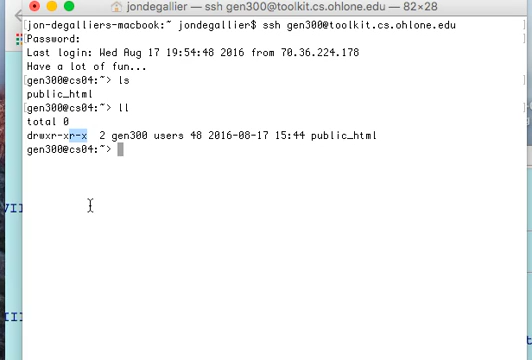 jondegallier — ssh gen300@toolkit.cs.ohlone.edu — 82×28
[jon-degalliers-macbook:~ jondegallier$ ssh gen300@toolkit.cs.ohlone.edu
Password:
Last login: Wed Aug 17 19:54:48 2016 from 70.36.224.178
Have a lot of fun...
[gen300@cs04:~> ls
public_html
[gen300@cs04:~> ll
total 0
drwxr-xr-x 2 gen300 users 48 2016-08-17 15:44 public_html
gen300@cs04:~>